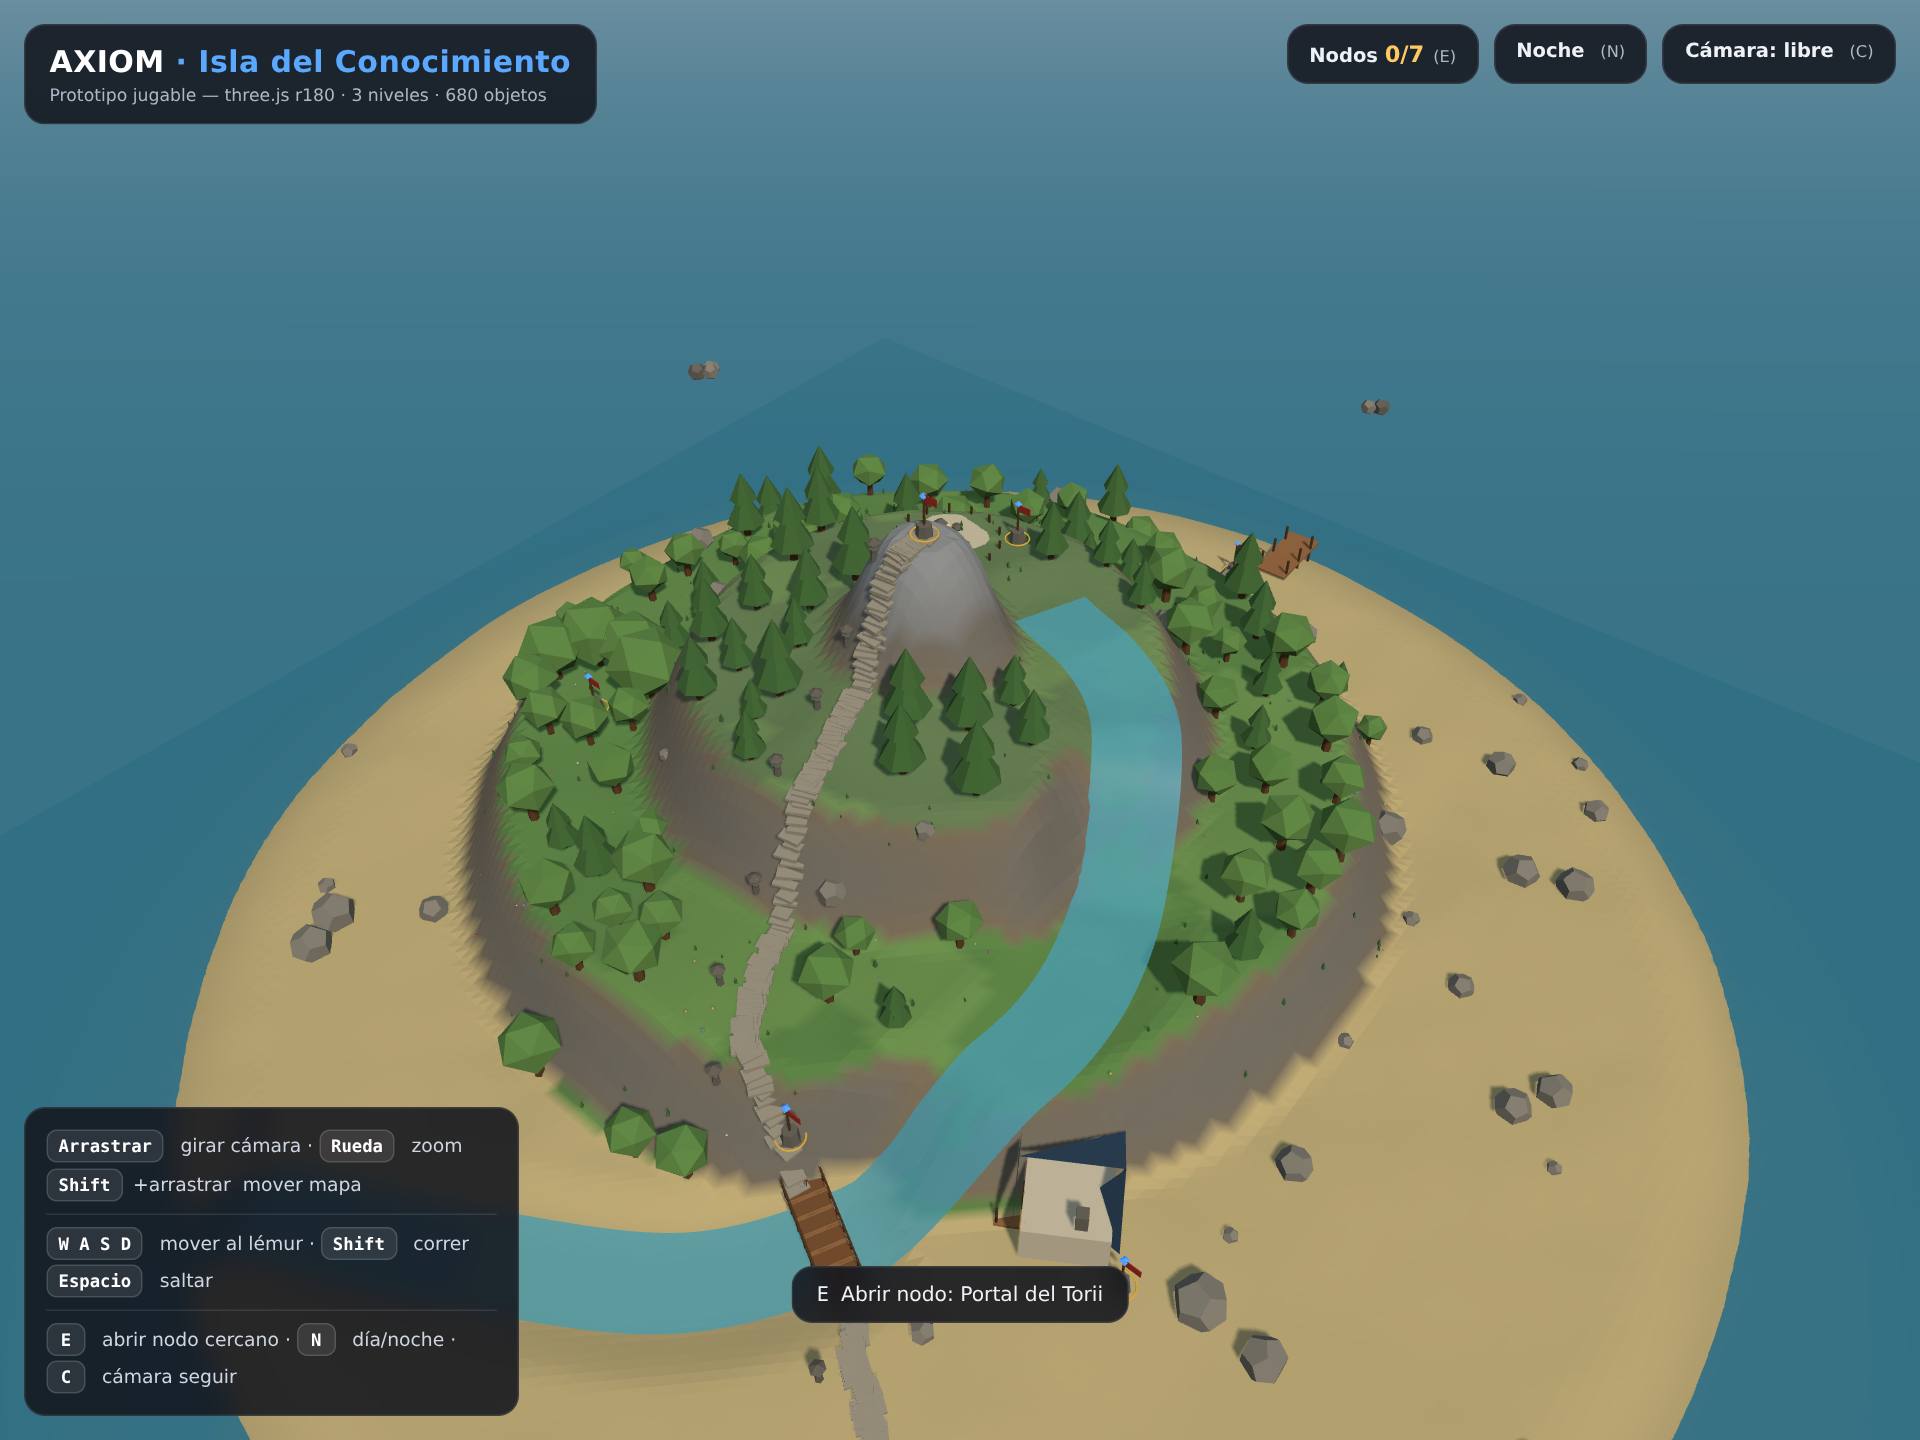 AXIOM · Isla del Conocimiento
Prototipo jugable — three.js r180 · 3 niveles · 680 objetos
Nodos 0/7 (E)
Noche (N)
Cámara: libre (C)
Arrastrar girar cámara · Rueda zoom
Shift +arrastrar mover mapa
W A S D mover al lémur · Shift correr
Espacio saltar
E abrir nodo cercano · N día/noche ·
C cámara seguir
E Abrir nodo: Portal del Torii